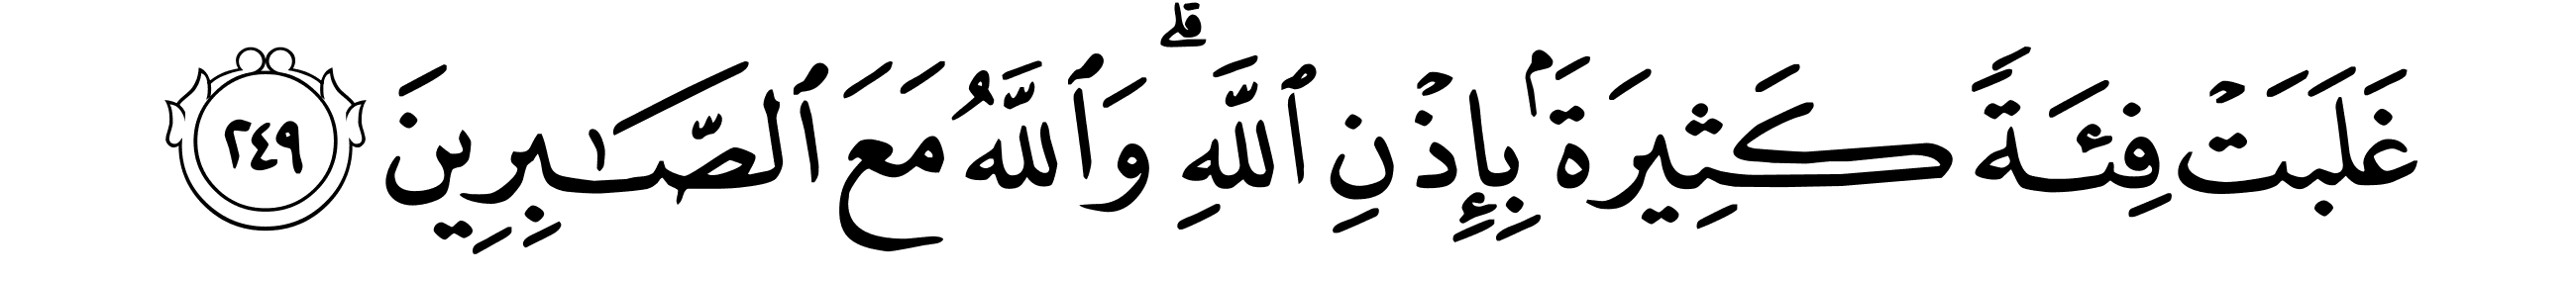 غَلَبَتْ فِئَةً كَثِيرَةَۢ بِإِذْنِ ٱللَّهِ ۗ وَٱللَّهُ مَعَ ٱلصَّـٰبِرِينَ ٢٤٩